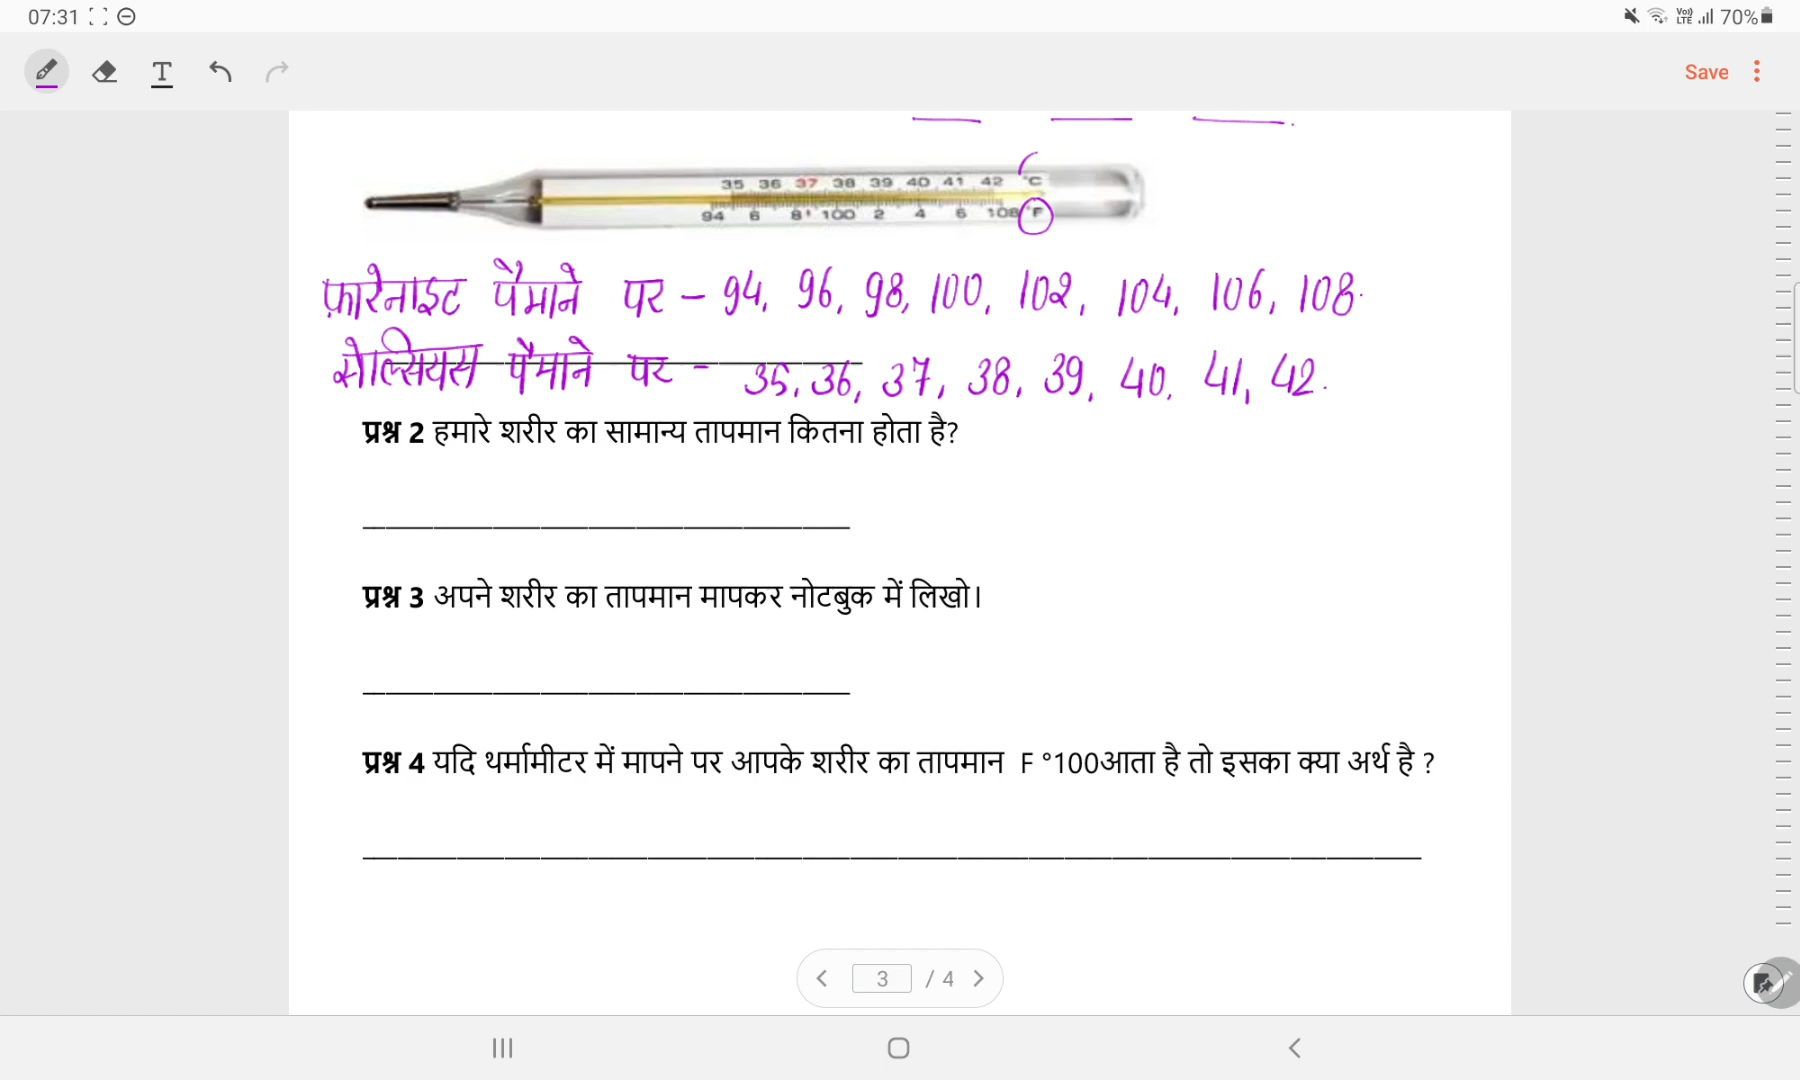 07:31
Vo)) LTE 70%
T Save
35 36 37 38 39 40 41 42 °C
94 6 8 100 2 4 6 108 °F
फ़ारेनाइट पैमाने पर - 94, 96, 98, 100, 102, 104, 106, 108.
सेल्सियस पैमाने पर - 35, 36, 37, 38, 39, 40, 41, 42.
प्रश्न 2 हमारे शरीर का सामान्य तापमान कितना होता है?
प्रश्न 3 अपने शरीर का तापमान मापकर नोटबुक में लिखो।
प्रश्न 4 यदि थर्मामीटर में मापने पर आपके शरीर का तापमान F °100आता है तो इसका क्या अर्थ है ?
3 / 4